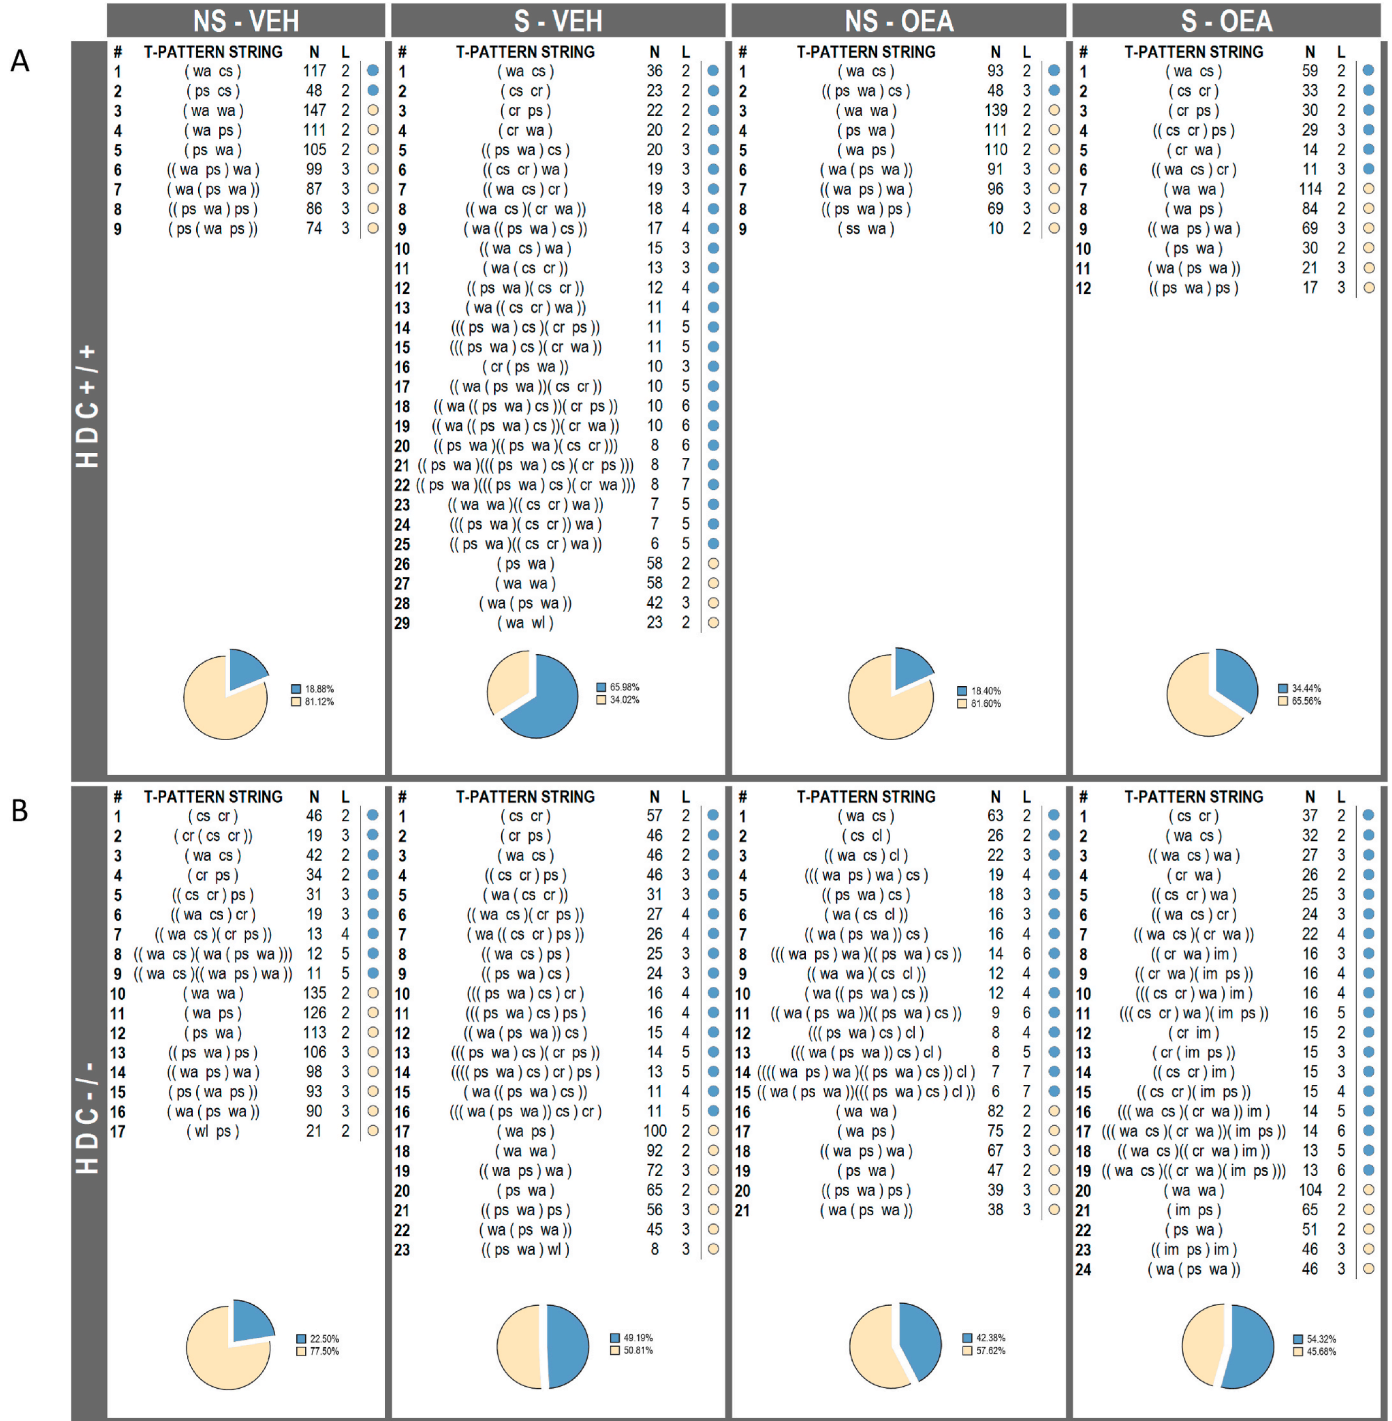 NS - VEH
S - VEH
NS - OEA
S - OEA
A
HDC+/+
# T-PATTERN STRING N L
1 ( wa cs ) 117 2
2 ( ps cs ) 48 2
3 ( wa wa ) 147 2
4 ( wa ps ) 111 2
5 ( ps wa ) 105 2
6 (( wa ps ) wa ) 99 3
7 ( wa ( ps wa )) 87 3
8 (( ps wa ) ps ) 86 3
9 ( ps ( wa ps )) 74 3
18.88%
81.12%
# T-PATTERN STRING N L
1 ( wa cs ) 36 2
2 ( cs cr ) 23 2
3 ( cr ps ) 22 2
4 ( cr wa ) 20 2
5 (( ps wa ) cs ) 20 3
6 (( cs cr ) wa ) 19 3
7 (( wa cs ) cr ) 19 3
8 (( wa cs )( cr wa )) 18 4
9 ( wa (( ps wa ) cs )) 17 4
10 (( wa cs ) wa ) 15 3
11 ( wa ( cs cr )) 13 3
12 (( ps wa )( cs cr )) 12 4
13 ( wa (( cs cr ) wa )) 11 4
14 ((( ps wa ) cs )( cr ps )) 11 5
15 ((( ps wa ) cs )( cr wa )) 11 5
16 ( cr ( ps wa )) 10 3
17 (( wa ( ps wa ))( cs cr )) 10 5
18 (( wa (( ps wa ) cs ))( cr ps )) 10 6
19 (( wa (( ps wa ) cs ))( cr wa )) 10 6
20 (( ps wa )(( ps wa )( cs cr ))) 8 6
21 (( ps wa )((( ps wa ) cs )( cr ps ))) 8 7
22 (( ps wa )((( ps wa ) cs )( cr wa ))) 8 7
23 (( wa wa )(( cs cr ) wa )) 7 5
24 ((( ps wa )( cs cr )) wa ) 7 5
25 (( ps wa )(( cs cr ) wa )) 6 5
26 ( ps wa ) 58 2
27 ( wa wa ) 58 2
28 ( wa ( ps wa )) 42 3
29 ( wa wl ) 23 2
65.98%
34.02%
# T-PATTERN STRING N L
1 ( wa cs ) 93 2
2 (( ps wa ) cs ) 48 3
3 ( wa wa ) 139 2
4 ( ps wa ) 111 2
5 ( wa ps ) 110 2
6 ( wa ( ps wa )) 91 3
7 (( wa ps ) wa ) 96 3
8 (( ps wa ) ps ) 69 3
9 ( ss wa ) 10 2
18.40%
81.60%
# T-PATTERN STRING N L
1 ( wa cs ) 59 2
2 ( cs cr ) 33 2
3 ( cr ps ) 30 2
4 (( cs cr ) ps ) 29 3
5 ( cr wa ) 14 2
6 (( wa cs ) cr ) 11 3
7 ( wa wa ) 114 2
8 ( wa ps ) 84 2
9 (( wa ps ) wa ) 69 3
10 ( ps wa ) 30 2
11 ( wa ( ps wa )) 21 3
12 (( ps wa ) ps ) 17 3
34.44%
65.56%
B
HDC-/-
# T-PATTERN STRING N L
1 ( cs cr ) 46 2
2 ( cr ( cs cr )) 19 3
3 ( wa cs ) 42 2
4 ( cr ps ) 34 2
5 (( cs cr ) ps ) 31 3
6 (( wa cs ) cr ) 19 3
7 (( wa cs )( cr ps )) 13 4
8 (( wa cs )( wa ( ps wa ))) 12 5
9 (( wa cs )(( wa ps ) wa )) 11 5
10 ( wa wa ) 135 2
11 ( wa ps ) 126 2
12 ( ps wa ) 113 2
13 (( ps wa ) ps ) 106 3
14 (( wa ps ) wa ) 98 3
15 ( ps ( wa ps )) 93 3
16 ( wa ( ps wa )) 90 3
17 ( wl ps ) 21 2
22.50%
77.50%
# T-PATTERN STRING N L
1 ( cs cr ) 57 2
2 ( cr ps ) 46 2
3 ( wa cs ) 46 2
4 (( cs cr ) ps ) 46 3
5 ( wa ( cs cr )) 31 3
6 (( wa cs )( cr ps )) 27 4
7 ( wa (( cs cr ) ps )) 26 4
8 (( wa cs ) ps ) 25 3
9 (( ps wa ) cs ) 24 3
10 ((( ps wa ) cs ) cr ) 16 4
11 ((( ps wa ) cs ) ps ) 16 4
12 (( wa ( ps wa )) cs ) 15 4
13 ((( ps wa ) cs )( cr ps )) 14 5
14 (((( ps wa ) cs ) cr ) ps ) 13 5
15 ( wa (( ps wa ) cs )) 11 4
16 ((( wa ( ps wa )) cs ) cr ) 11 5
17 ( wa ps ) 100 2
18 ( wa wa ) 92 2
19 (( wa ps ) wa ) 72 3
20 ( ps wa ) 65 2
21 (( ps wa ) ps ) 56 3
22 ( wa ( ps wa )) 45 3
23 (( ps wa ) wl ) 8 3
49.19%
50.81%
# T-PATTERN STRING N L
1 ( wa cs ) 63 2
2 ( cs cl ) 26 2
3 (( wa cs ) cl ) 22 3
4 ((( wa ps ) wa ) cs ) 19 4
5 (( ps wa ) cs ) 18 3
6 ( wa ( cs cl )) 16 3
7 (( wa ( ps wa )) cs ) 16 4
8 ((( wa ps ) wa )(( ps wa ) cs )) 14 6
9 (( wa wa )( cs cl )) 12 4
10 ( wa (( ps wa ) cs )) 12 4
11 (( wa ( ps wa ))(( ps wa ) cs )) 9 6
12 ((( ps wa ) cs ) cl ) 8 4
13 ((( wa ( ps wa )) cs ) cl ) 8 5
14 (((( wa ps ) wa )(( ps wa ) cs )) cl ) 7 7
15 (( wa ( ps wa ))((( ps wa ) cs ) cl )) 6 7
16 ( wa wa ) 82 2
17 ( wa ps ) 75 2
18 (( wa ps ) wa ) 67 3
19 ( ps wa ) 47 2
20 (( ps wa ) ps ) 39 3
21 ( wa ( ps wa )) 38 3
42.38%
57.62%
# T-PATTERN STRING N L
1 ( cs cr ) 37 2
2 ( wa cs ) 32 2
3 (( wa cs ) wa ) 27 3
4 ( cr wa ) 26 2
5 (( cs cr ) wa ) 25 3
6 (( wa cs ) cr ) 24 3
7 (( wa cs )( cr wa )) 22 4
8 (( cr wa ) im ) 16 3
9 (( cr wa )( im ps )) 16 4
10 ((( cs cr ) wa ) im ) 16 4
11 ((( cs cr ) wa )( im ps )) 16 5
12 ( cr im ) 15 2
13 ( cr ( im ps )) 15 3
14 (( cs cr ) im ) 15 3
15 (( cs cr )( im ps )) 15 4
16 ((( wa cs )( cr wa )) im ) 14 5
17 ((( wa cs )( cr wa ))( im ps )) 14 6
18 (( wa cs )(( cr wa ) im )) 13 5
19 (( wa cs )(( cr wa )( im ps ))) 13 6
20 ( wa wa ) 104 2
21 ( im ps ) 65 2
22 ( ps wa ) 51 2
23 (( im ps ) im ) 46 3
24 ( wa ( ps wa )) 46 3
54.32%
45.68%